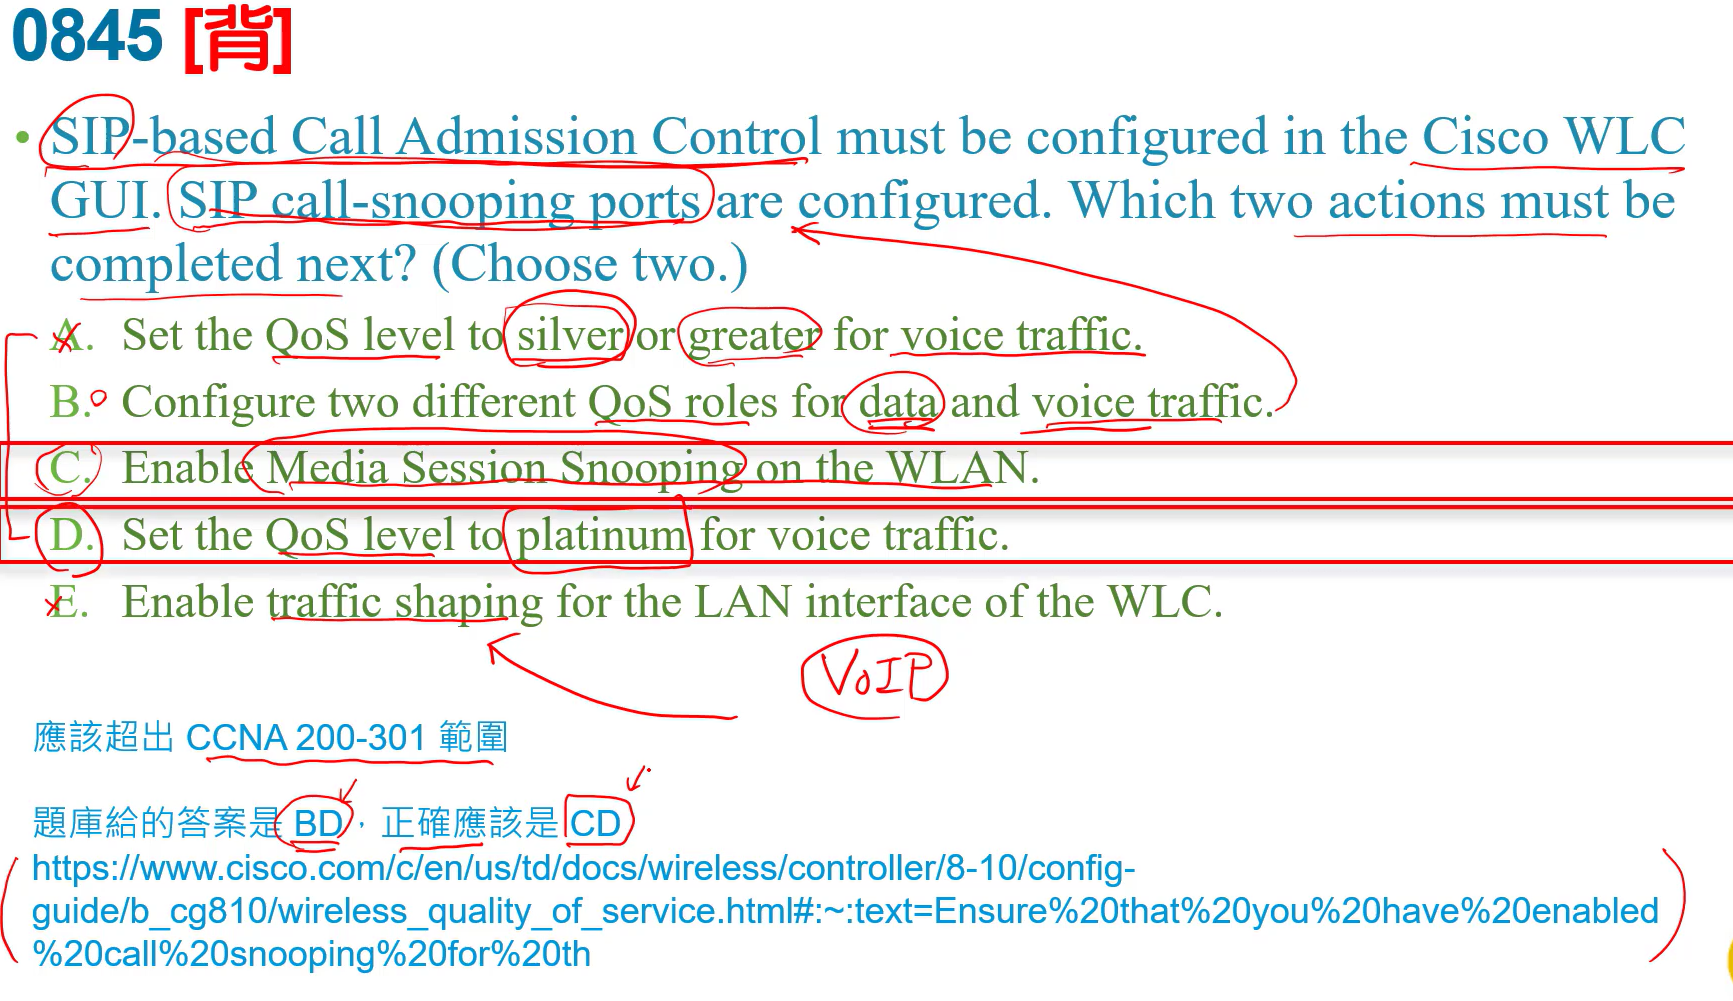 0845 [背]
• SIP-based Call Admission Control must be configured in the Cisco WLC
GUI. SIP call-snooping ports are configured. Which two actions must be
completed next? (Choose two.)
A. Set the QoS level to silver or greater for voice traffic.
B. Configure two different QoS roles for data and voice traffic.
C. Enable Media Session Snooping on the WLAN.
D. Set the QoS level to platinum for voice traffic.
E. Enable traffic shaping for the LAN interface of the WLC.
VoIP
應該超出 CCNA 200-301 範圍
題庫給的答案是 BD，正確應該是 CD
https://www.cisco.com/c/en/us/td/docs/wireless/controller/8-10/config-
guide/b_cg810/wireless_quality_of_service.html#:~:text=Ensure%20that%20you%20have%20enabled
%20call%20snooping%20for%20th